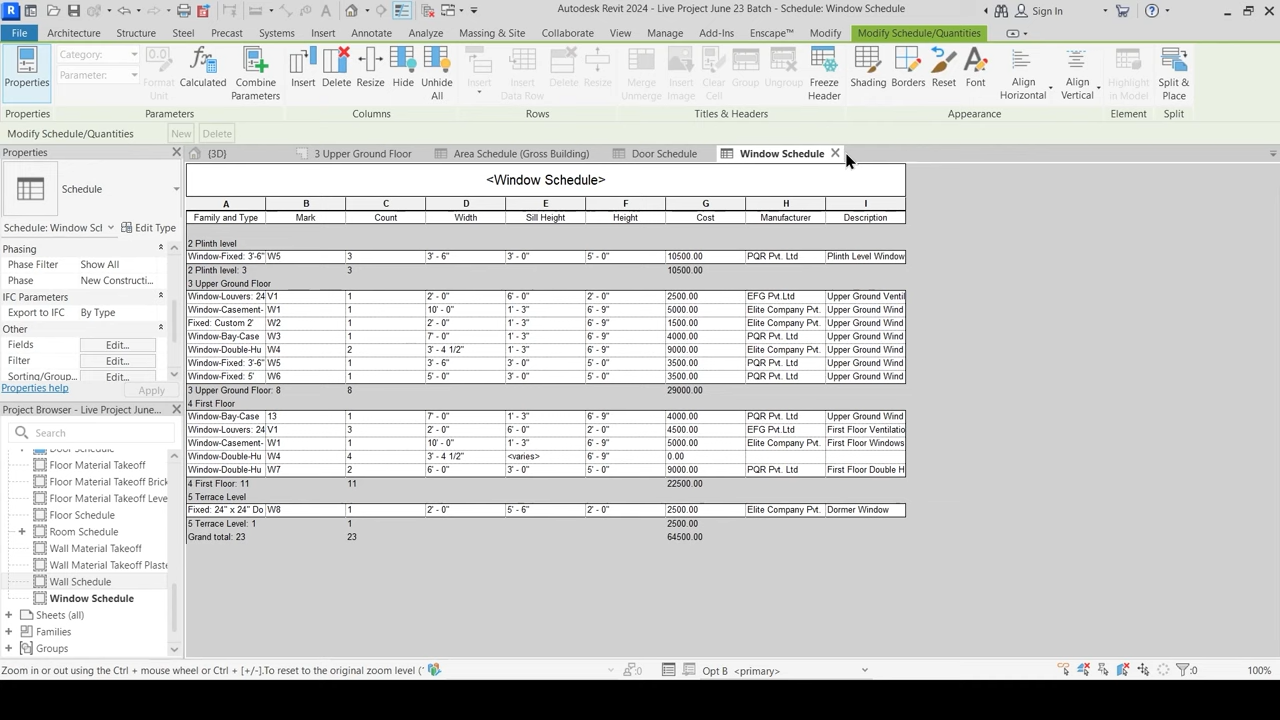 Autodesk Revit 2024 - Live Project June 23 Batch - Schedule: Window Schedule
Sign In
File Architecture Structure Steel Precast Systems Insert Annotate Analyze Massing & Site Collaborate View Manage Add-Ins Enscape™ Modify Modify Schedule/Quantities
Category:
Parameter:
Properties Format Unit Calculated Combine Parameters Insert Delete Resize Hide Unhide All Insert Insert Data Row Delete Resize Merge Unmerge Insert Image Clear Cell Group Ungroup Freeze Header Shading Borders Reset Font Align Horizontal Align Vertical Highlight in Model Split & Place
Properties Parameters Columns Rows Titles & Headers Appearance Element Split
Modify Schedule/Quantities New Delete
Properties
{3D} 3 Upper Ground Floor Area Schedule (Gross Building) Door Schedule Window Schedule
Schedule
Schedule: Window Scl Edit Type
Phasing
Phase Filter Show All
Phase New Constructi...
IFC Parameters
Export to IFC By Type
Other
Fields Edit...
Filter Edit...
Sorting/Group... Edit...
Properties help Apply
Project Browser - Live Project June...
Search
Door Schedule
Floor Material Takeoff
Floor Material Takeoff Brick
Floor Material Takeoff Leve
Floor Schedule
Room Schedule
Wall Material Takeoff
Wall Material Takeoff Plaste
Wall Schedule
Window Schedule
Sheets (all)
Families
Groups
<Window Schedule>
A B C D E F G H I
Family and Type Mark Count Width Sill Height Height Cost Manufacturer Description
2 Plinth level
Window-Fixed: 3'-6" W5 3 3' - 6" 3' - 0" 5' - 0" 10500.00 PQR Pvt. Ltd Plinth Level Window
2 Plinth level: 3 3 10500.00
3 Upper Ground Floor
Window-Louvers: 24 V1 1 2' - 0" 6' - 0" 2' - 0" 2500.00 EFG Pvt.Ltd Upper Ground Ventil
Window-Casement- W1 1 10' - 0" 1' - 3" 6' - 9" 5000.00 Elite Company Pvt. Upper Ground Wind
Fixed: Custom 2' W2 1 2' - 0" 1' - 3" 6' - 9" 1500.00 Elite Company Pvt. Upper Ground Wind
Window-Bay-Case W3 1 7' - 0" 1' - 3" 6' - 9" 4000.00 PQR Pvt. Ltd Upper Ground Wind
Window-Double-Hu W4 2 3' - 4 1/2" 1' - 3" 6' - 9" 9000.00 Elite Company Pvt. Upper Ground Wind
Window-Fixed: 3'-6" W5 1 3' - 6" 3' - 0" 5' - 0" 3500.00 PQR Pvt. Ltd Upper Ground Wind
Window-Fixed: 5' W6 1 5' - 0" 3' - 0" 5' - 0" 3500.00 PQR Pvt. Ltd Upper Ground Wind
3 Upper Ground Floor: 8 8 29000.00
4 First Floor
Window-Bay-Case 13 1 7' - 0" 1' - 3" 6' - 9" 4000.00 PQR Pvt. Ltd Upper Ground Wind
Window-Louvers: 24 V1 3 2' - 0" 6' - 0" 2' - 0" 4500.00 EFG Pvt.Ltd First Floor Ventilatio
Window-Casement- W1 1 10' - 0" 1' - 3" 6' - 9" 5000.00 Elite Company Pvt. First Floor Windows
Window-Double-Hu W4 4 3' - 4 1/2" <varies> 6' - 9" 0.00
Window-Double-Hu W7 2 6' - 0" 3' - 0" 5' - 0" 9000.00 PQR Pvt. Ltd First Floor Double H
4 First Floor: 11 11 22500.00
5 Terrace Level
Fixed: 24" x 24" Do W8 1 2' - 0" 5' - 6" 2' - 0" 2500.00 Elite Company Pvt. Dormer Window
5 Terrace Level: 1 1 2500.00
Grand total: 23 23 64500.00
Zoom in or out using the Ctrl + mouse wheel or Ctrl + [+/-].To reset to the original zoom level ( :0 Opt B <primary> :0 100%